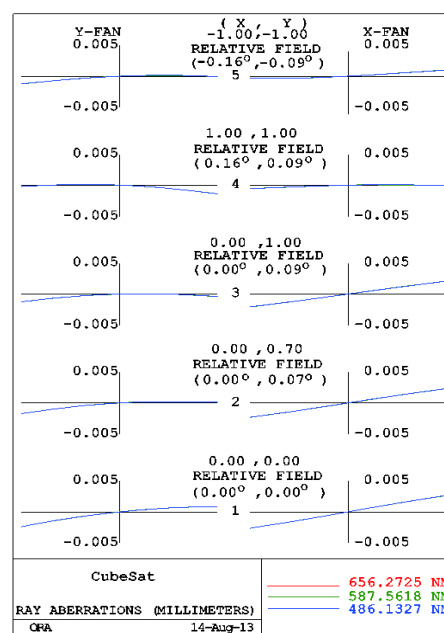 ( X , Y )
Y-FAN -1.00,-1.00 X-FAN
RELATIVE FIELD
0.005 (-0.16°,-0.09° ) 0.005
5
-0.005 -0.005
1.00 ,1.00
RELATIVE FIELD
0.005 (0.16°,0.09° ) 0.005
4
-0.005 -0.005
0.00 ,1.00
RELATIVE FIELD
0.005 (0.00°,0.09° ) 0.005
3
-0.005 -0.005
0.00 ,0.70
RELATIVE FIELD
0.005 (0.00°,0.07° ) 0.005
2
-0.005 -0.005
0.00 ,0.00
RELATIVE FIELD
0.005 (0.00°,0.00° ) 0.005
1
-0.005 -0.005
CubeSat
656.2725 NM
587.5618 NM
RAY ABERRATIONS (MILLIMETERS) 486.1327 NM
ORA 14-Aug-13